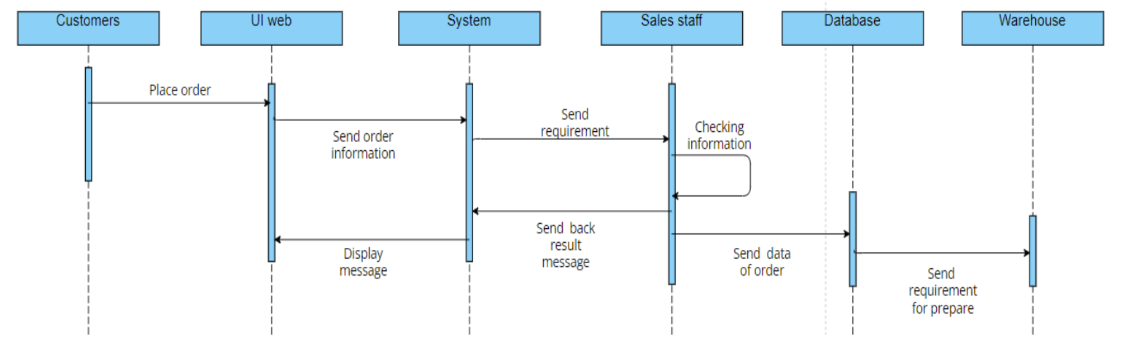 Customers
UI web
System
Sales staff
Database
Warehouse
Place order
Send order
information
Send
requirement
Checking
information
Send back
result
message
Display
message
Send data
of order
Send
requirement
for prepare